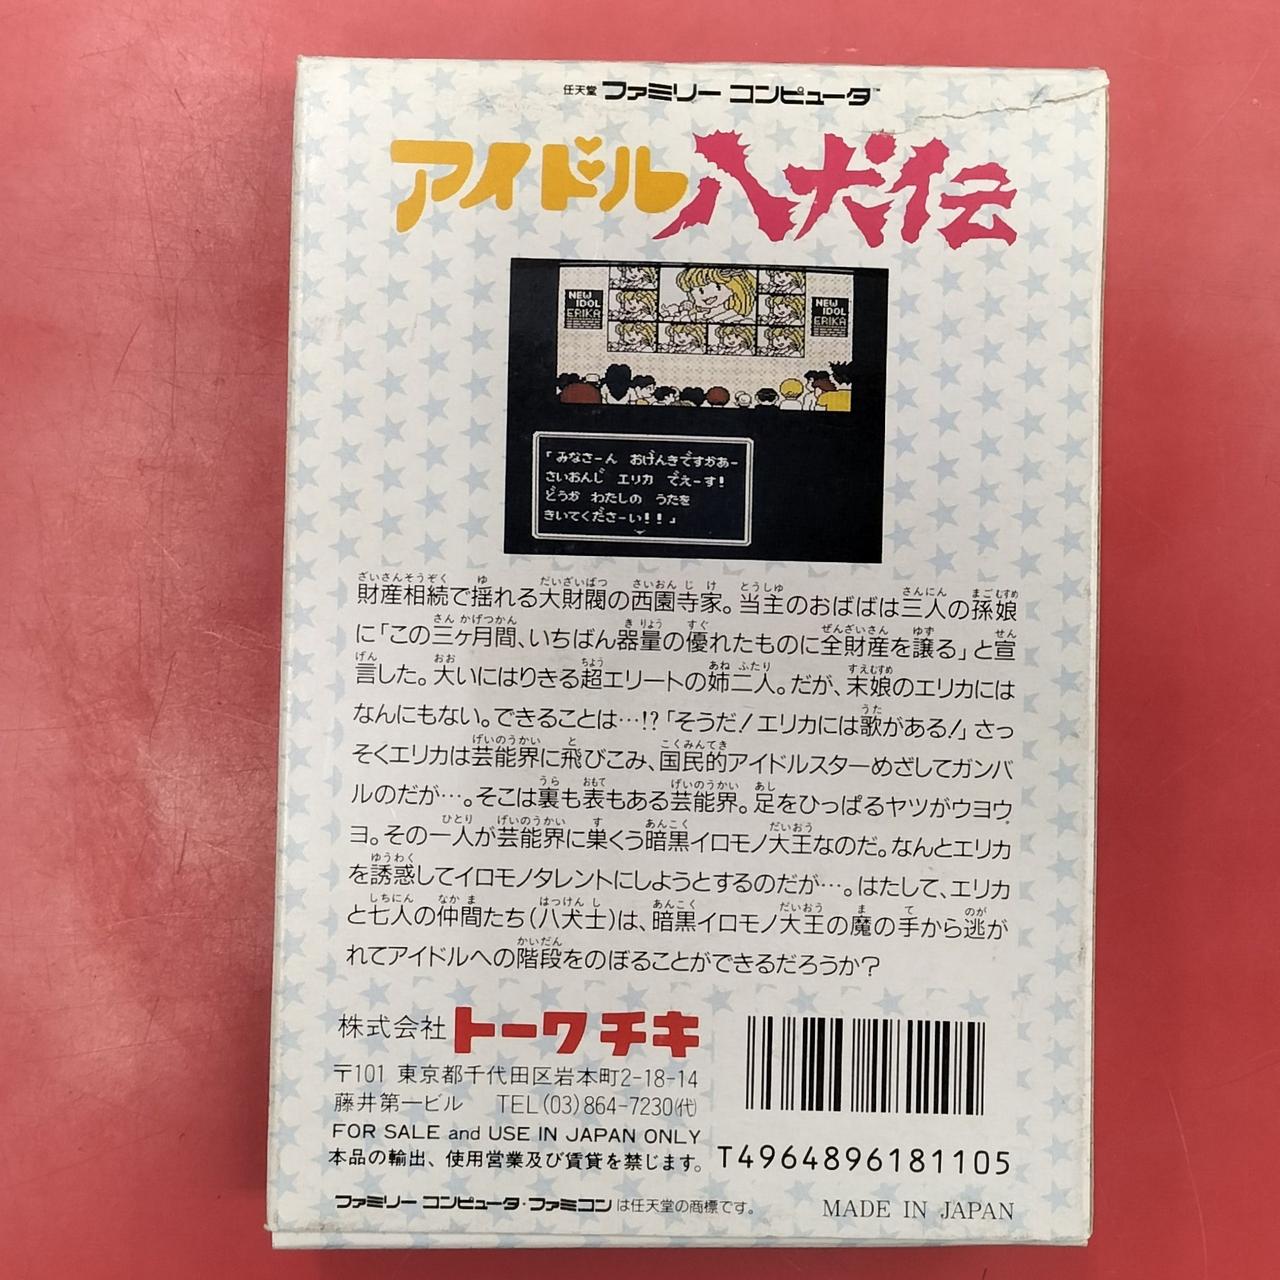 任天堂 ファミリー コンピュータ™
アイドル八犬伝
NEW IDOL ERIKA
NEW IDOL ERIKA
「みなさーん おげんきですかあー
さいおんじ エリカ でえーす！
どうか わたしの うたを
きいてくださーい！！」
財産相続で揺れる大財閥の西園寺家。当主のおばばは三人の孫娘
に「この三ヶ月間、いちばん器量の優れたものに全財産を譲る」と宣
言した。大いにはりきる超エリートの姉二人。だが、末娘のエリカには
なんにもない。できることは…!?「そうだ！エリカには歌がある！」さっ
そくエリカは芸能界に飛びこみ、国民的アイドルスターめざしてガンバ
ルのだが…。そこは裏も表もある芸能界。足をひっぱるヤツがウヨウ
ヨ。その一人が芸能界に巣くう暗黒イロモノ大王なのだ。なんとエリカ
を誘惑してイロモノタレントにしようとするのだが…。はたして、エリカ
と七人の仲間たち（八犬士）は、暗黒イロモノ大王の魔の手から逃が
れてアイドルへの階段をのぼることができるだろうか？
株式会社 トーワチキ
〒101 東京都千代田区岩本町2-18-14
藤井第一ビル TEL(03)864-7230㈹
FOR SALE and USE IN JAPAN ONLY
本品の輸出、使用営業及び賃貸を禁じます。
T4964896181105
ファミリー コンピュータ・ファミコン は任天堂の商標です。
MADE IN JAPAN